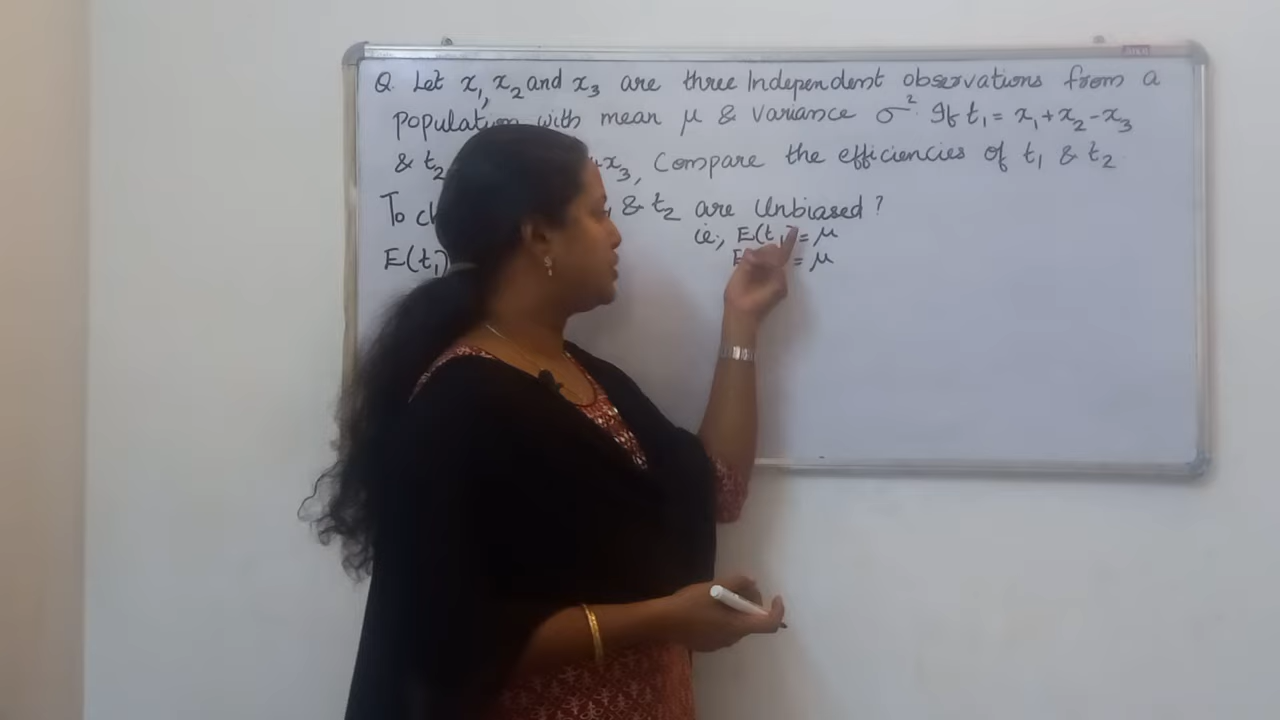 Q. Let x₁, x₂ and x₃ are three Independent observations from a
population with mean μ & Variance σ². If t₁ = x₁+x₂-x₃
& t₂ x₃, Compare the efficiencies of t₁ & t₂.
To & t₂ are Unbiased?
ie., E(t₁) = μ
E(t₁) = μ